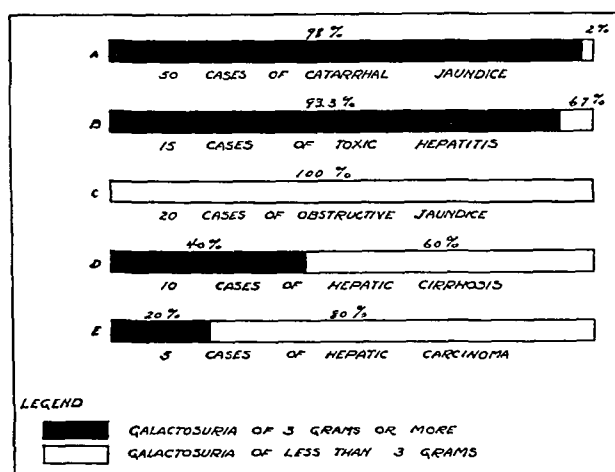 98% 2%
A
50 CASES OF CATARRHAL JAUNDICE
93.3% 6.7%
B
15 CASES OF TOXIC HEPATITIS
100%
C
20 CASES OF OBSTRUCTIVE JAUNDICE
40% 60%
D
10 CASES OF HEPATIC CIRRHOSIS
20% 80%
E
5 CASES OF HEPATIC CARCINOMA
LEGEND
GALACTOSURIA OF 3 GRAMS OR MORE
GALACTOSURIA OF LESS THAN 3 GRAMS